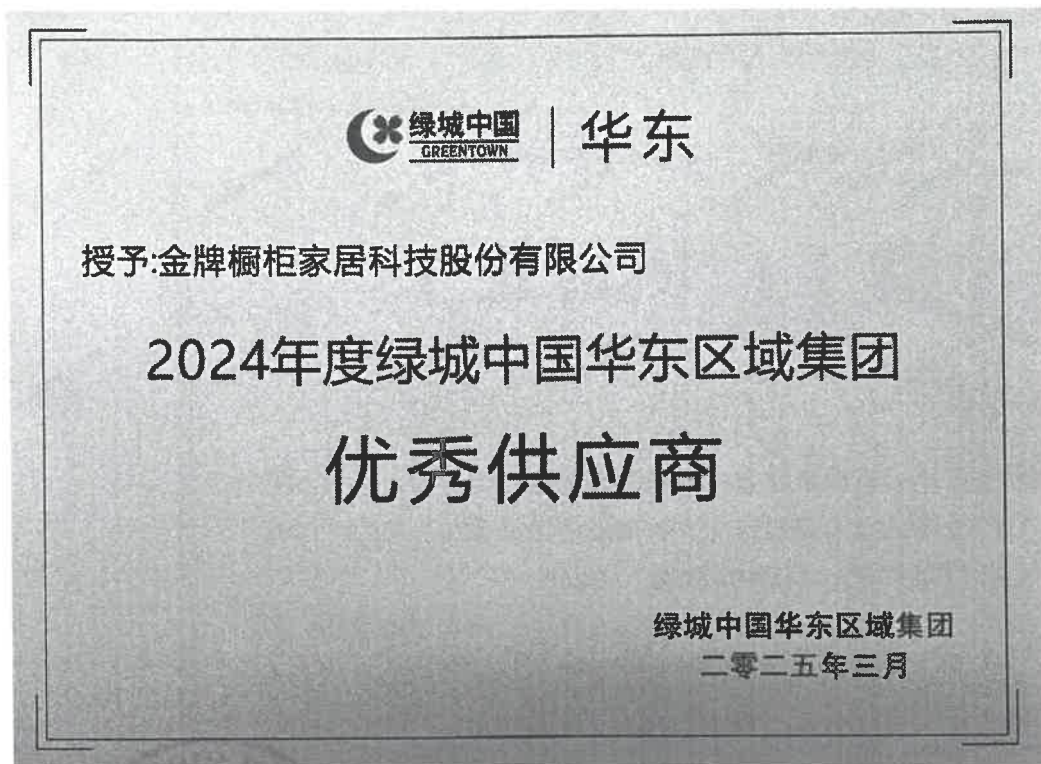 绿城中国
GREENTOWN
华东
授予:金牌橱柜家居科技股份有限公司
2024年度绿城中国华东区域集团
优秀供应商
绿城中国华东区域集团
二零二五年三月